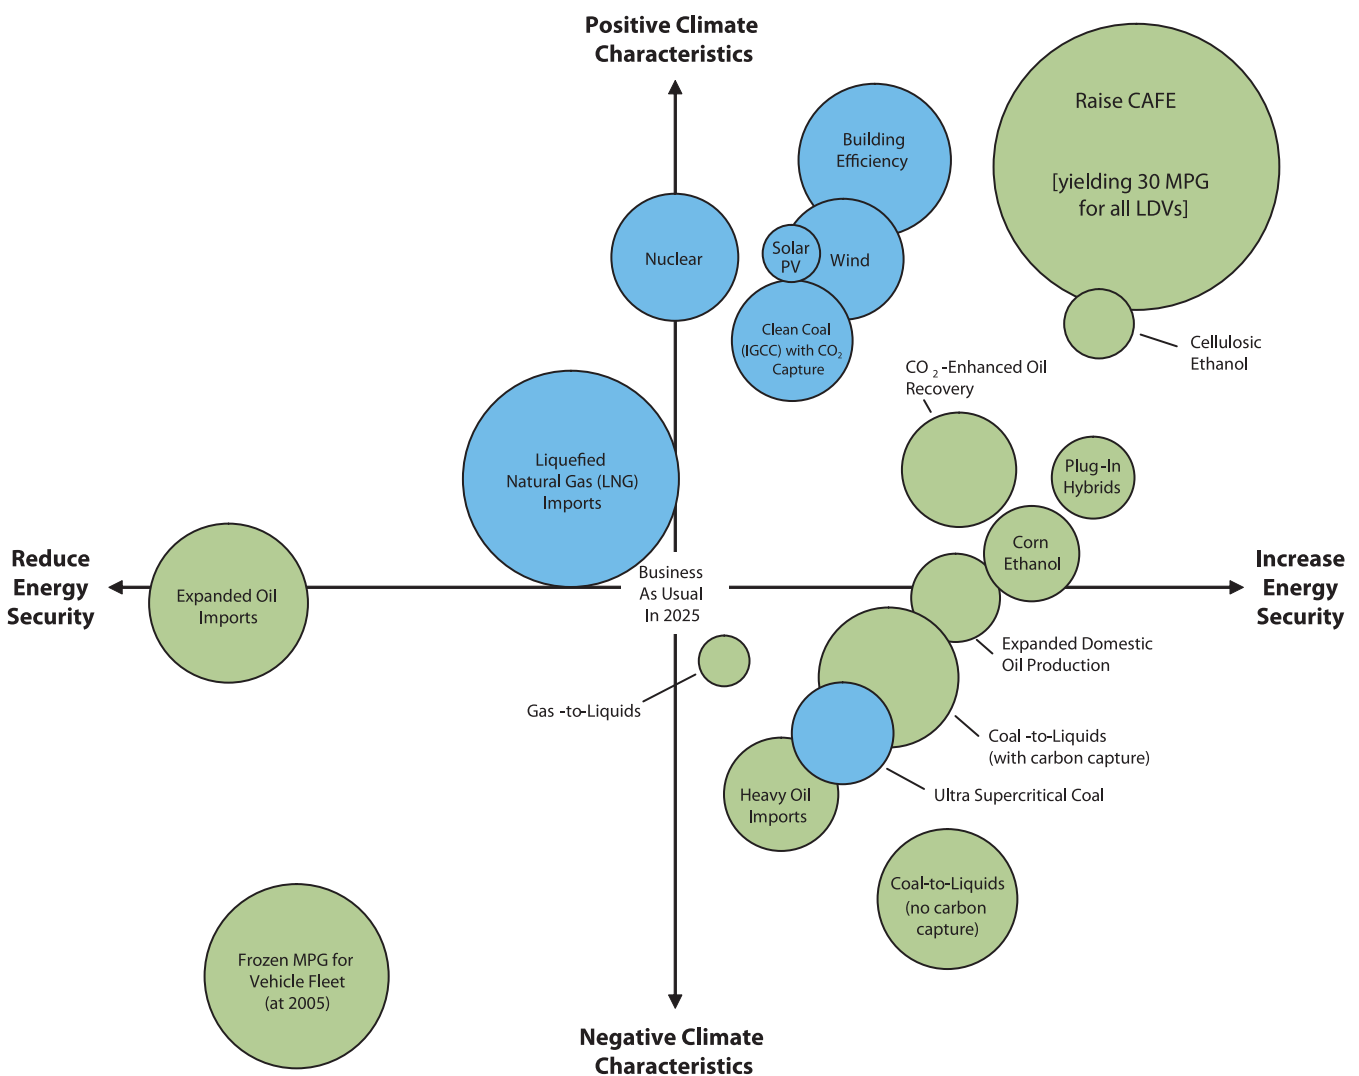 Positive Climate
Characteristics
Raise CAFE
[yielding 30 MPG
for all LDVs]
Building
Efficiency
Nuclear
Solar
PV
Wind
Clean Coal
(IGCC) with CO₂
Capture
Cellulosic
Ethanol
CO₂-Enhanced Oil
Recovery
Liquefied
Natural Gas (LNG)
Imports
Plug-In
Hybrids
Corn
Ethanol
Reduce
Energy
Security
Expanded Oil
Imports
Business
As Usual
In 2025
Increase
Energy
Security
Expanded Domestic
Oil Production
Gas -to-Liquids
Coal -to-Liquids
(with carbon capture)
Heavy Oil
Imports
Ultra Supercritical Coal
Coal-to-Liquids
(no carbon
capture)
Frozen MPG for
Vehicle Fleet
(at 2005)
Negative Climate
Characteristics